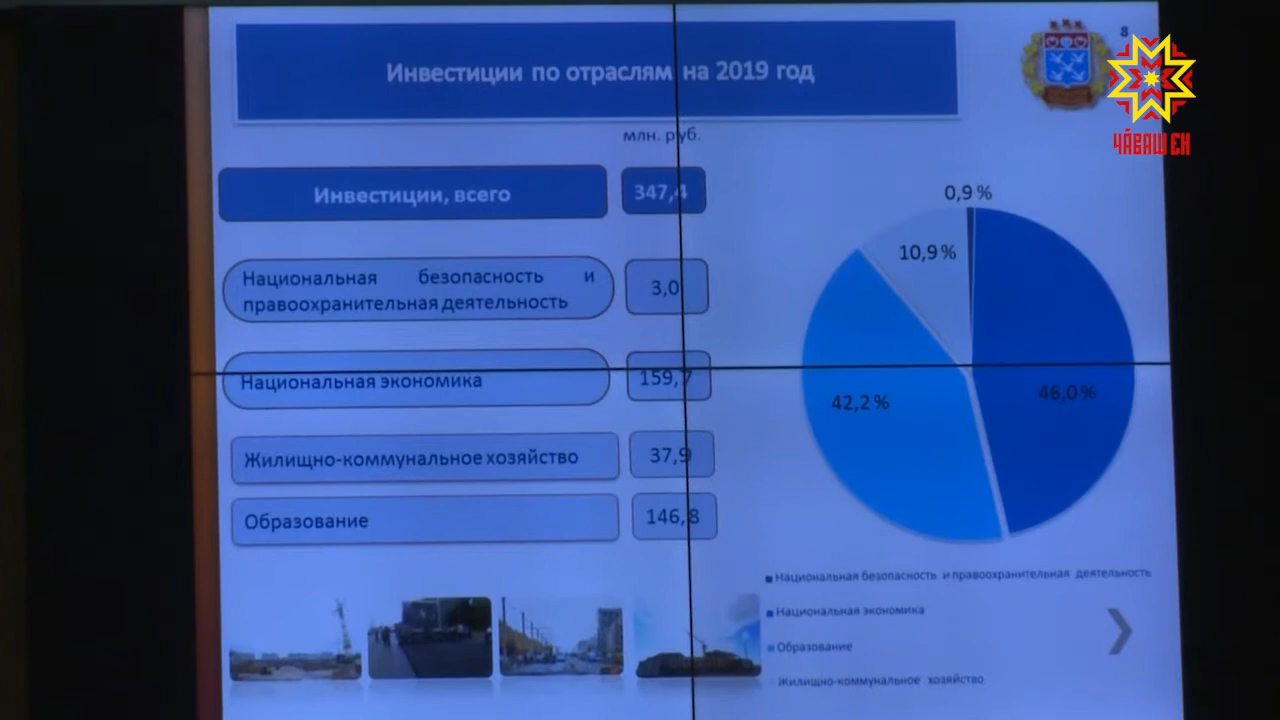 8
Инвестиции по отраслям на 2019 год
ЧӐВАШ ЕН
млн. руб.
Инвестиции, всего
347,4
Национальная безопасность и
правоохранительная деятельность
3,0
Национальная экономика
159,7
Жилищно-коммунальное хозяйство
37,9
Образование
146,8
0,9 %
10,9 %
42,2 %
46,0 %
Национальная безопасность и правоохранительная деятельность
Национальная экономика
Образование
Жилищно-коммунальное хозяйство